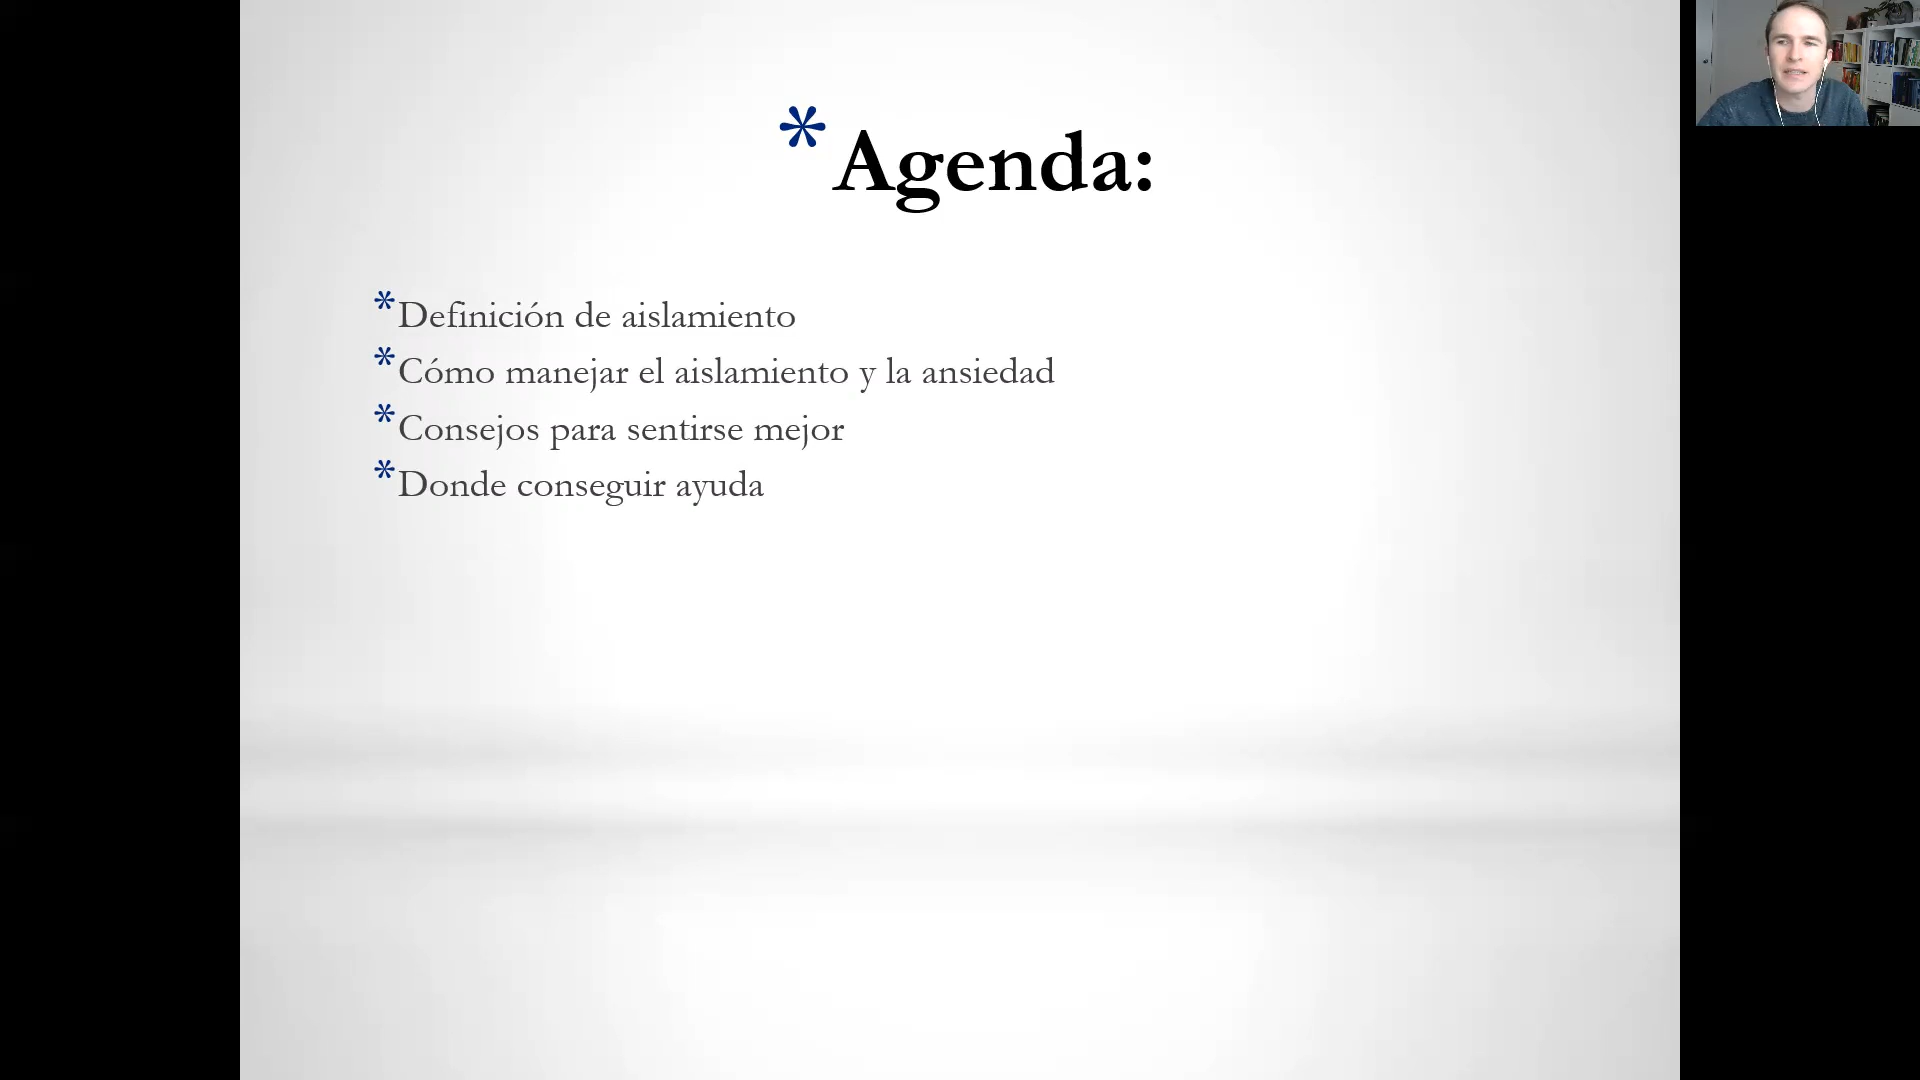 * Agenda:
* Definición de aislamiento
* Cómo manejar el aislamiento y la ansiedad
* Consejos para sentirse mejor
* Donde conseguir ayuda